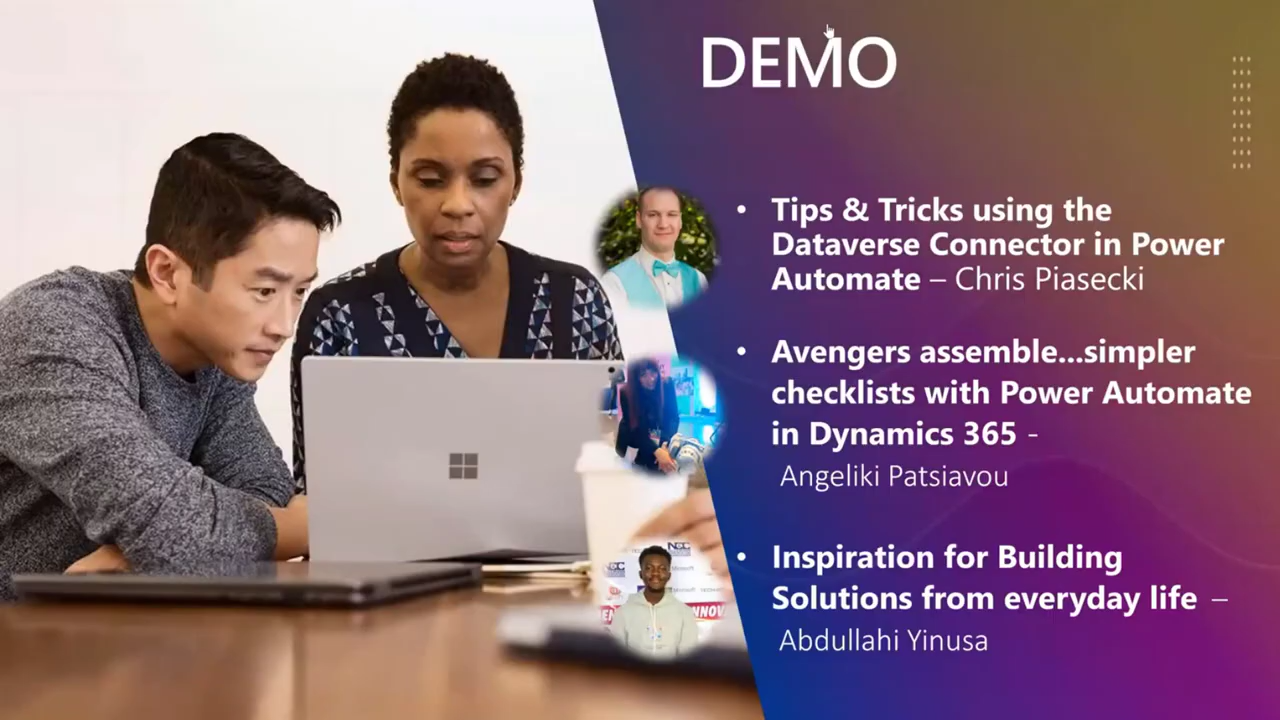 DEMO
• Tips & Tricks using the
Dataverse Connector in Power
Automate – Chris Piasecki
• Avengers assemble...simpler
checklists with Power Automate
in Dynamics 365 -
Angeliki Patsiavou
• Inspiration for Building
Solutions from everyday life –
Abdullahi Yinusa